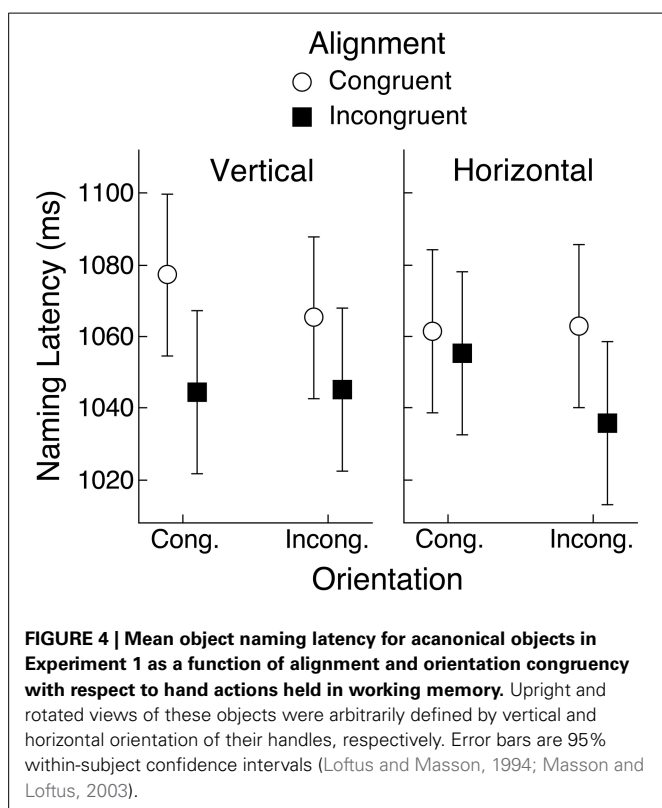 Alignment
Congruent
Incongruent
Vertical
Horizontal
Naming Latency (ms)
1100
1080
1060
1040
1020
Cong.
Incong.
Cong.
Incong.
Orientation
FIGURE 4 | Mean object naming latency for acanonical objects in
Experiment 1 as a function of alignment and orientation congruency
with respect to hand actions held in working memory. Upright and
rotated views of these objects were arbitrarily defined by vertical and
horizontal orientation of their handles, respectively. Error bars are 95%
within-subject confidence intervals (Loftus and Masson, 1994; Masson and
Loftus, 2003).